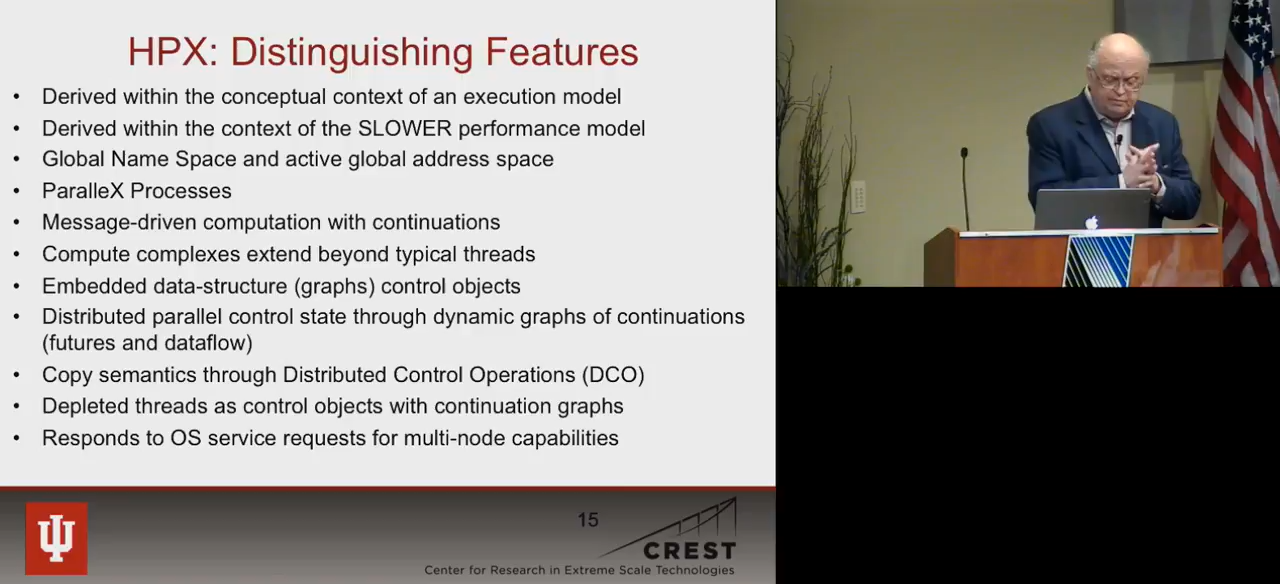 HPX: Distinguishing Features
• Derived within the conceptual context of an execution model
• Derived within the context of the SLOWER performance model
• Global Name Space and active global address space
• ParalleX Processes
• Message-driven computation with continuations
• Compute complexes extend beyond typical threads
• Embedded data-structure (graphs) control objects
• Distributed parallel control state through dynamic graphs of continuations
(futures and dataflow)
• Copy semantics through Distributed Control Operations (DCO)
• Depleted threads as control objects with continuation graphs
• Responds to OS service requests for multi-node capabilities
15
CREST
Center for Research in Extreme Scale Technologies